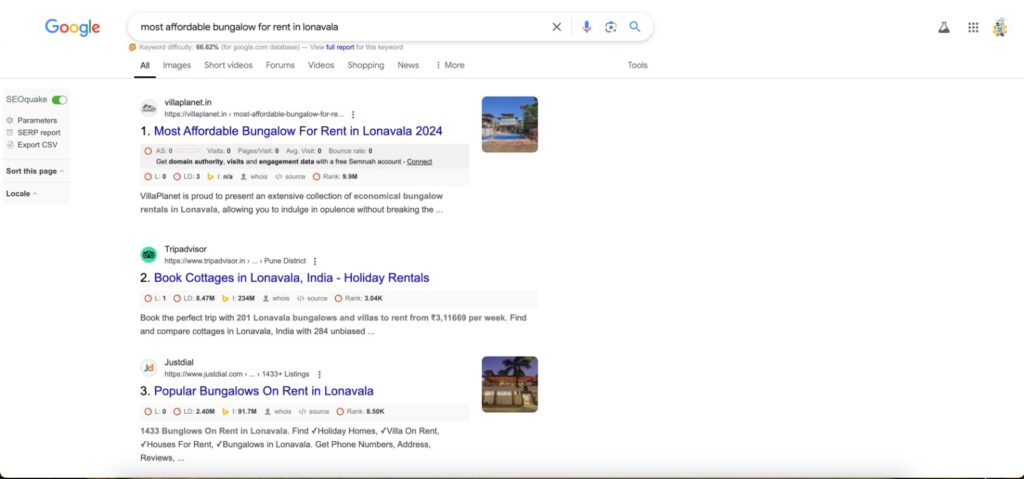 Google
most affordable bungalow for rent in lonavala
Keyword difficulty: 66.62% (for google.com database) — View full report for this keyword
All Images Short videos Forums Videos Shopping News More Tools
SEOquake
Parameters
SERP report
Export CSV
Sort this page
Locale
villaplanet.in
https://villaplanet.in › most-affordable-bungalow-for-re...
1. Most Affordable Bungalow For Rent in Lonavala 2024
AS: 0 Visits: 0 Pages/Visit: 0 Avg. Visit: 0 Bounce rate: 0
Get domain authority, visits and engagement data with a free Semrush account - Connect
L: 0 LD: 3 I: n/a whois </> source Rank: 9.9M
VillaPlanet is proud to present an extensive collection of economical bungalow
rentals in Lonavala, allowing you to indulge in opulence without breaking the ...
Tripadvisor
https://www.tripadvisor.in › ... › Pune District
2. Book Cottages in Lonavala, India - Holiday Rentals
L: 1 LD: 8.47M I: 234M whois </> source Rank: 3.04K
Book the perfect trip with 201 Lonavala bungalows and villas to rent from ₹3,11669 per week. Find
and compare cottages in Lonavala, India with 284 unbiased ...
Jd
Justdial
https://www.justdial.com › ... › 1433+ Listings
3. Popular Bungalows On Rent in Lonavala
L: 0 LD: 2.40M I: 91.7M whois </> source Rank: 8.50K
1433 Bunglows On Rent in Lonavala. Find ✓Holiday Homes, ✓Villa On Rent,
✓Houses For Rent, ✓Bungalows in Lonavala. Get Phone Numbers, Address,
Reviews, ...